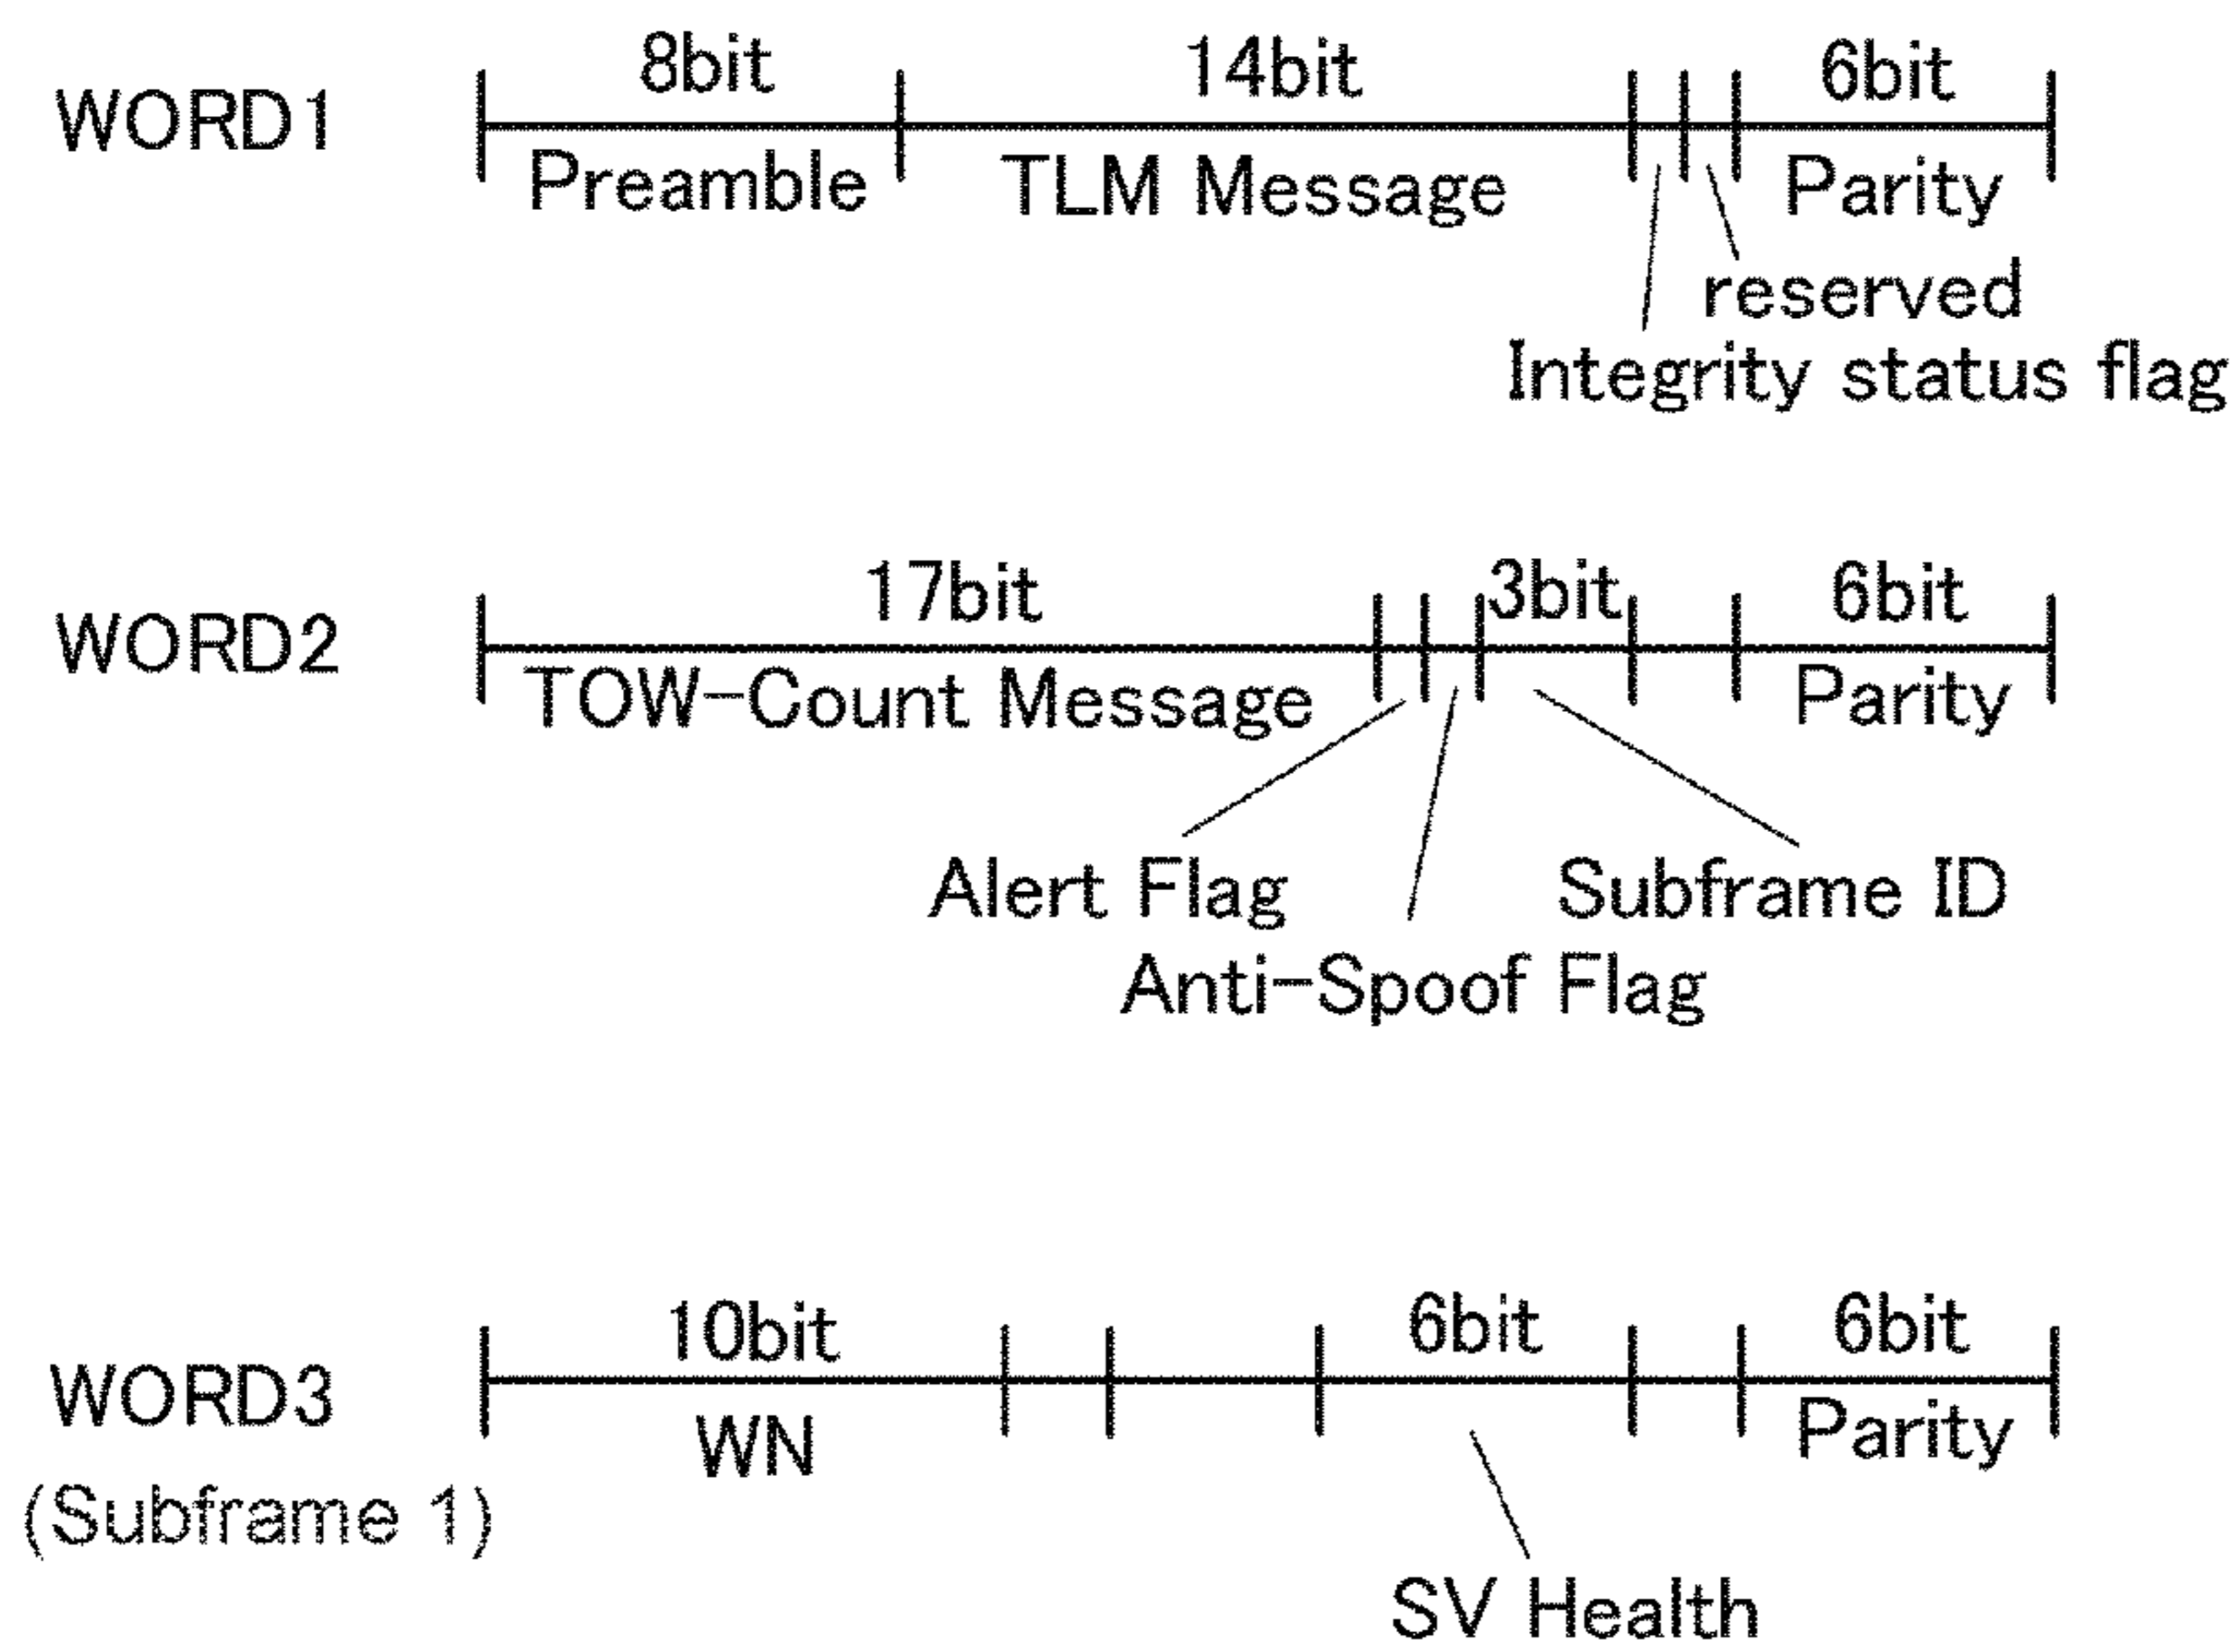 8bit 14bit 6bit
WORD1
Preamble TLM Message Parity
reserved
Integrity status flag
17bit 3bit 6bit
WORD2
TOW-Count Message Parity
Alert Flag Subframe ID
Anti-Spoof Flag
10bit 6bit 6bit
WORD3
WN Parity
(Subframe 1)
SV Health